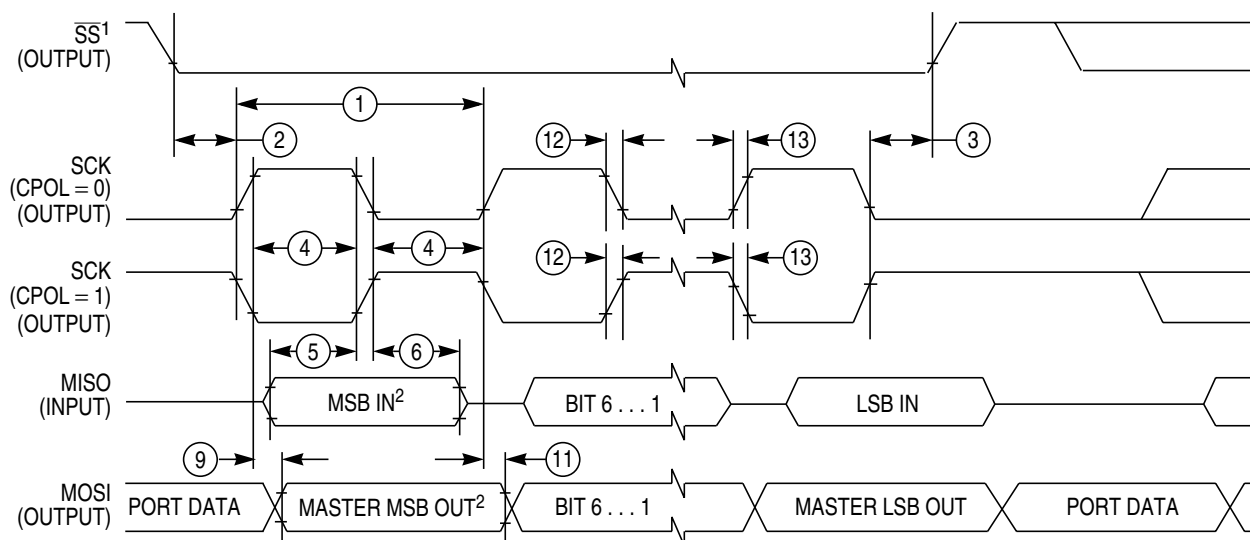 S̅S̅¹
(OUTPUT)
1
2
12
13
3
SCK
(CPOL = 0)
(OUTPUT)
4
4
12
13
SCK
(CPOL = 1)
(OUTPUT)
5
6
MISO
(INPUT)
MSB IN²
BIT 6 . . . 1
LSB IN
9
11
MOSI
(OUTPUT)
PORT DATA
MASTER MSB OUT²
BIT 6 . . . 1
MASTER LSB OUT
PORT DATA